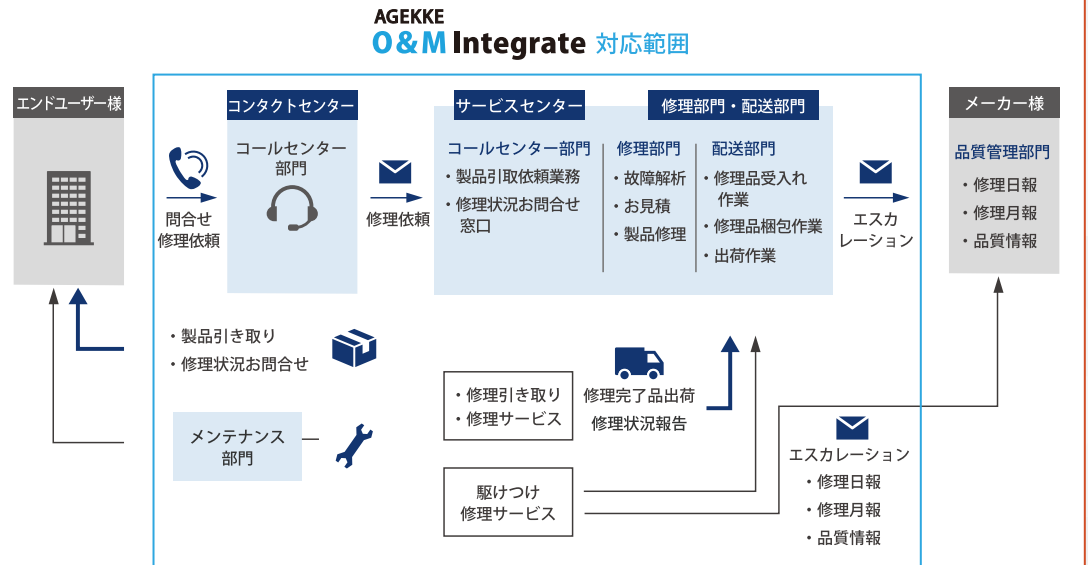 AGEKKE
O&M Integrate 対応範囲
エンドユーザー様
問合せ
修理依頼
コンタクトセンター
コールセンター
部門
修理依頼
サービスセンター
修理部門・配送部門
コールセンター部門
・製品引取依頼業務
・修理状況お問合せ
窓口
修理部門
・故障解析
・お見積
・製品修理
配送部門
・修理品受入れ
作業
・修理品梱包作業
・出荷作業
エスカ
レーション
メーカー様
品質管理部門
・修理日報
・修理月報
・品質情報
・製品引き取り
・修理状況お問合せ
メンテナンス
部門
・修理引き取り
・修理サービス
修理完了品出荷
修理状況報告
駆けつけ
修理サービス
エスカレーション
・修理日報
・修理月報
・品質情報